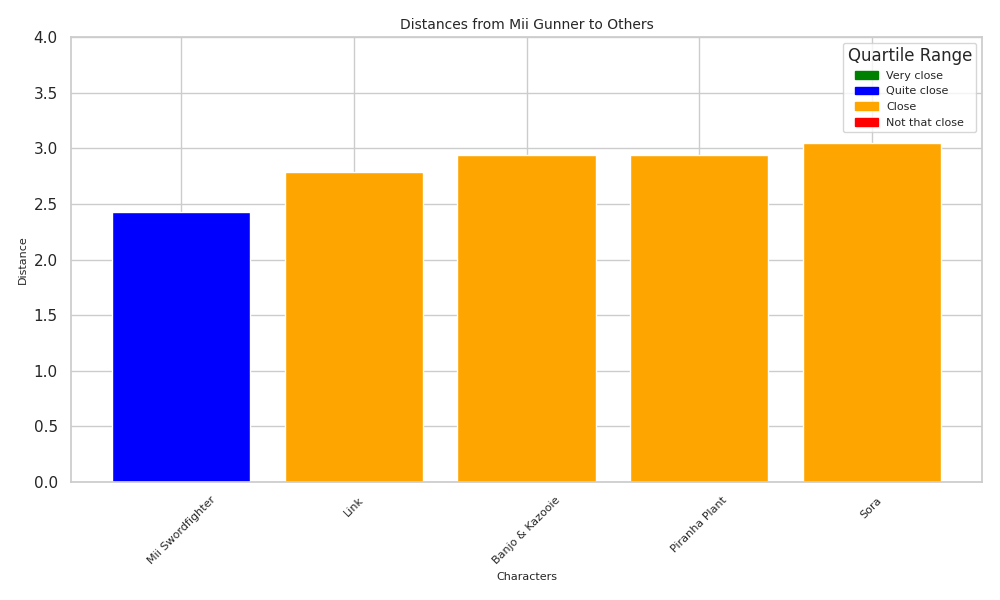 Distances from Mii Gunner to Others
4.0
3.5
3.0
2.5
2.0
1.5
1.0
0.5
0.0
Distance
Quartile Range
Very close
Quite close
Close
Not that close
Mii Swordfighter
Link
Banjo & Kazooie
Piranha Plant
Sora
Characters